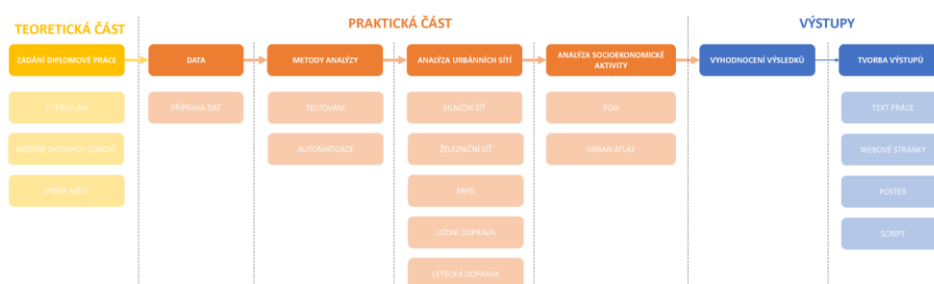 TEORETICKÁ ČÁST
PRAKTICKÁ ČÁST
VÝSTUPY
ZADÁNÍ DIPLOMOVÉ PRÁCE
DATA
METODY ANALÝZY
ANALÝZA URBÁNNÍCH SÍTÍ
ANALÝZA SOCIOEKONOMICKÉ
AKTIVITY
VYHODNOCENÍ VÝSLEDKŮ
TVORBA VÝSTUPŮ
LITERATURA
REŠERŠE DATOVÝCH ZDROJŮ
VÝBĚR MĚST
PŘÍPRAVA DAT
TESTOVÁNÍ
AUTOMATIZACE
SILNIČNÍ SÍŤ
ŽELEZNIČNÍ SÍŤ
MHD
LODNÍ DOPRAVA
LETECKÁ DOPRAVA
POIs
URBAN ATLAS
TEXT PRÁCE
WEBOVÉ STRÁNKY
POSTER
SCRIPT